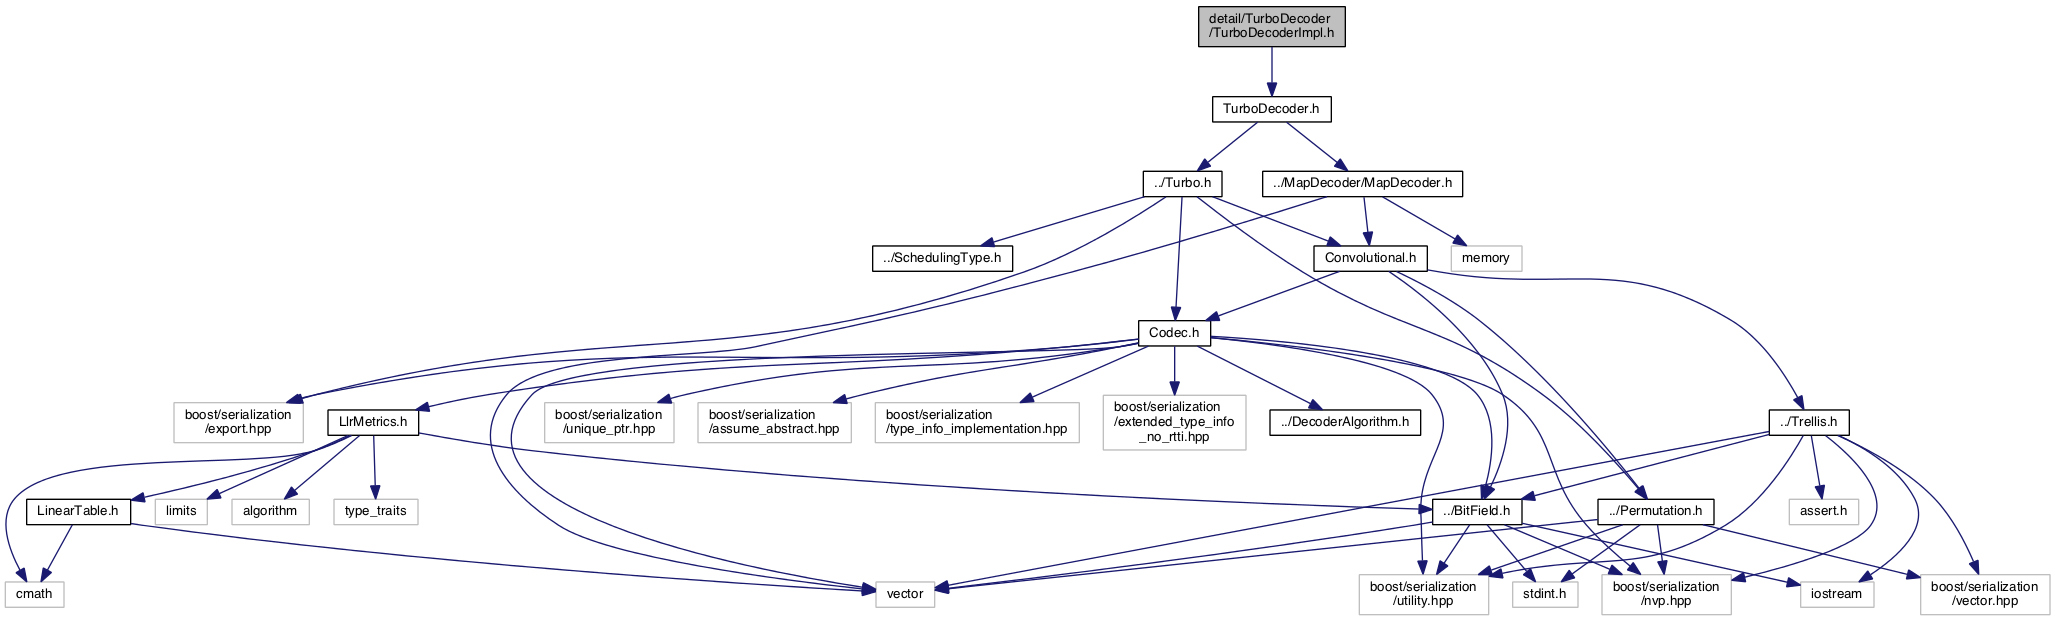 detail/TurboDecoder
/TurboDecoderImpl.h
TurboDecoder.h
../Turbo.h
../MapDecoder/MapDecoder.h
../SchedulingType.h
Convolutional.h
memory
Codec.h
boost/serialization
/export.hpp
LlrMetrics.h
boost/serialization
/unique_ptr.hpp
boost/serialization
/assume_abstract.hpp
boost/serialization
/type_info_implementation.hpp
boost/serialization
/extended_type_info
_no_rtti.hpp
../DecoderAlgorithm.h
../Trellis.h
LinearTable.h
limits
algorithm
type_traits
../BitField.h
../Permutation.h
assert.h
cmath
vector
boost/serialization
/utility.hpp
stdint.h
boost/serialization
/nvp.hpp
iostream
boost/serialization
/vector.hpp